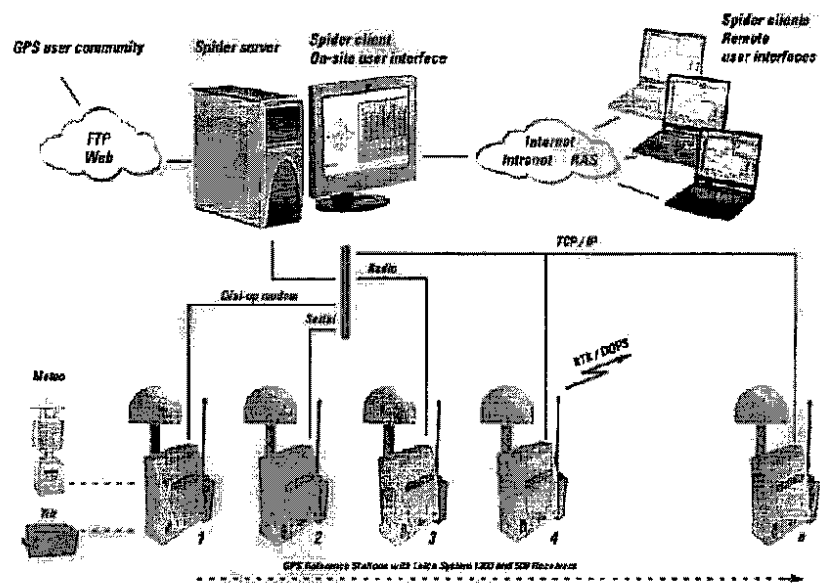 GPS user community
Spider server
Spider client
On-site user interface
Spider clients
Remote
user interfaces
FTP
Web
Internet
Intranet RAS
TCP / IP
Radio
Dial-up modem
Serial
RTK / DGPS
Meteo
Tilt
1
2
3
4
n
GPS Reference Stations with Leica System 1200 and 500 Receivers